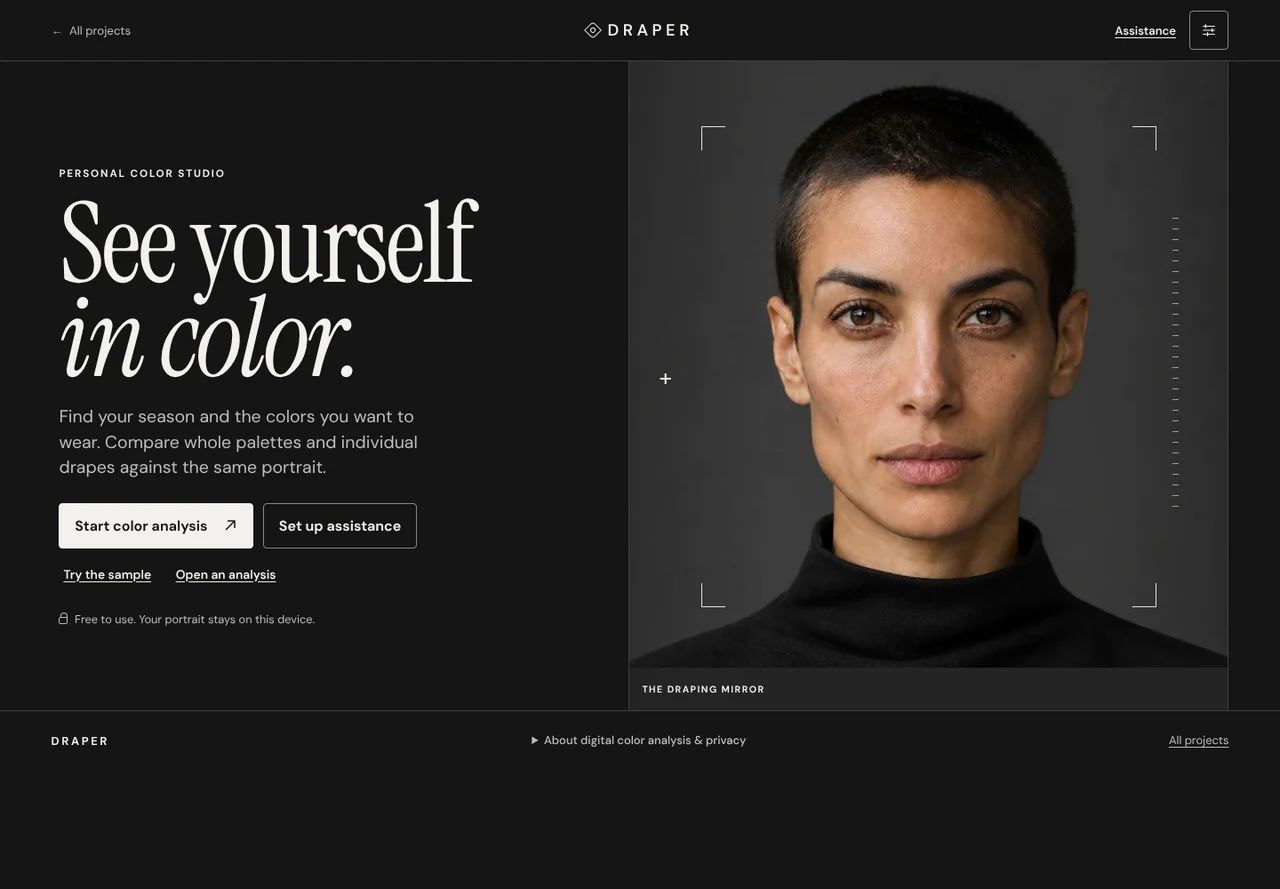 ← All projects
DRAPER
Assistance
PERSONAL COLOR STUDIO
See yourself
in color.
Find your season and the colors you want to
wear. Compare whole palettes and individual
drapes against the same portrait.
Start color analysis
Set up assistance
Try the sample
Open an analysis
Free to use. Your portrait stays on this device.
THE DRAPING MIRROR
DRAPER
About digital color analysis & privacy
All projects